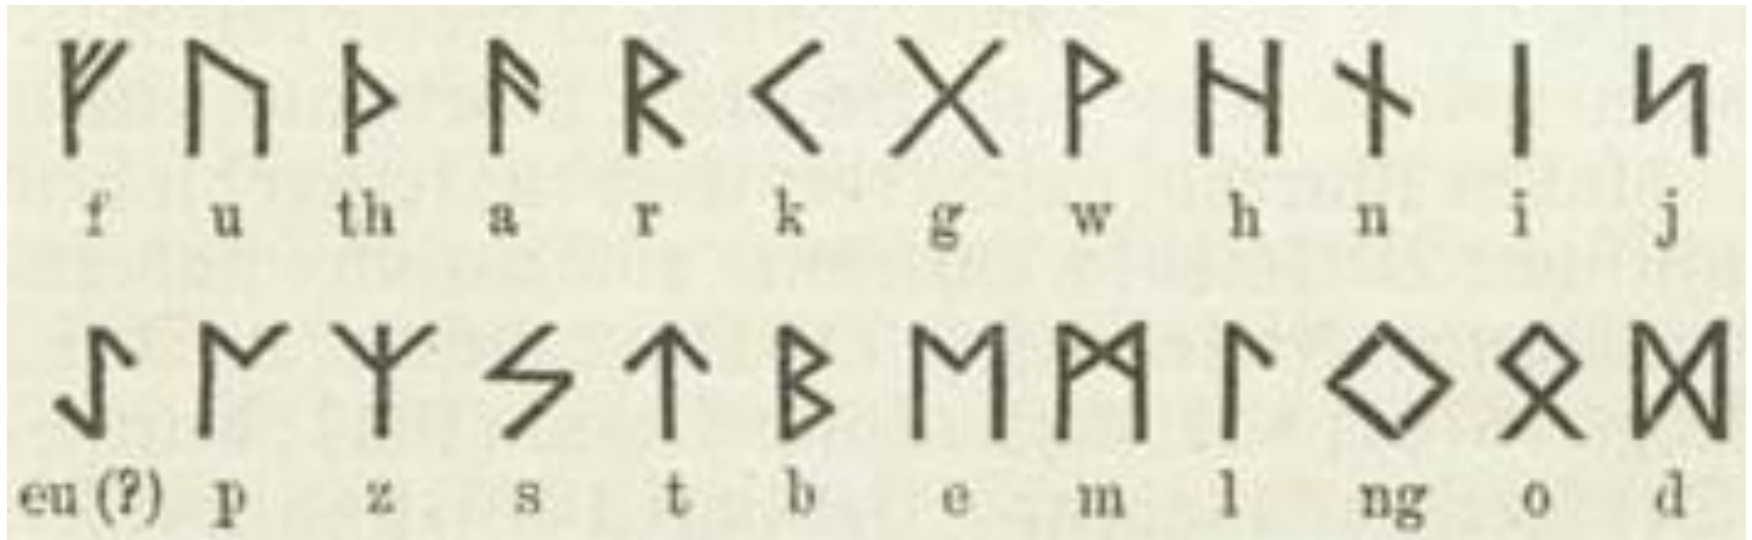 ᚠ ᚢ ᚦ ᚨ ᚱ ᚲ ᚷ ᚹ ᚺ ᚾ ᛁ ᛃ
f u th a r k g w h n i j
ᛇ ᛈ ᛉ ᛊ ᛏ ᛒ ᛖ ᛗ ᛚ ᛜ ᛟ ᛞ
eu (?) p z s t b e m l ng o d